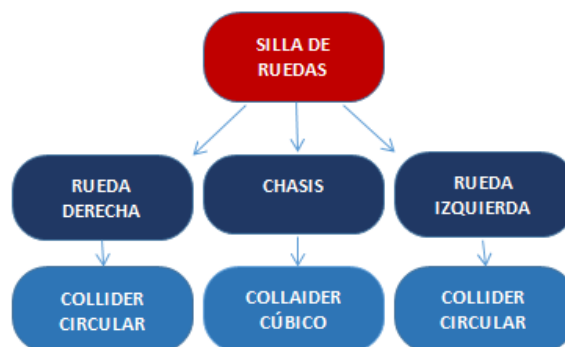 SILLA DE
RUEDAS
RUEDA
DERECHA
CHASIS
RUEDA
IZQUIERDA
COLLIDER
CIRCULAR
COLLAIDER
CÚBICO
COLLIDER
CIRCULAR